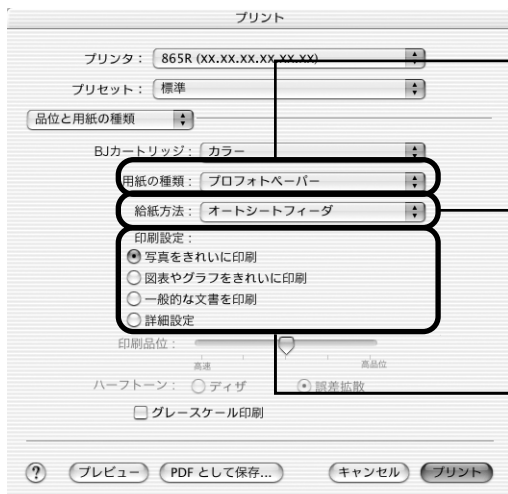 プリント
プリンタ： 865R (XX.XX.XX.XX.XX.XX)
プリセット： 標準
品位と用紙の種類
BJカートリッジ： カラー
用紙の種類： プロフォトペーパー
給紙方法： オートシートフィーダ
印刷設定：
写真をきれいに印刷
図表やグラフをきれいに印刷
一般的な文書を印刷
詳細設定
印刷品位：
高速 高品位
ハーフトーン： ディザ 誤差拡散
グレースケール印刷
? プレビュー PDF として保存... キャンセル プリント